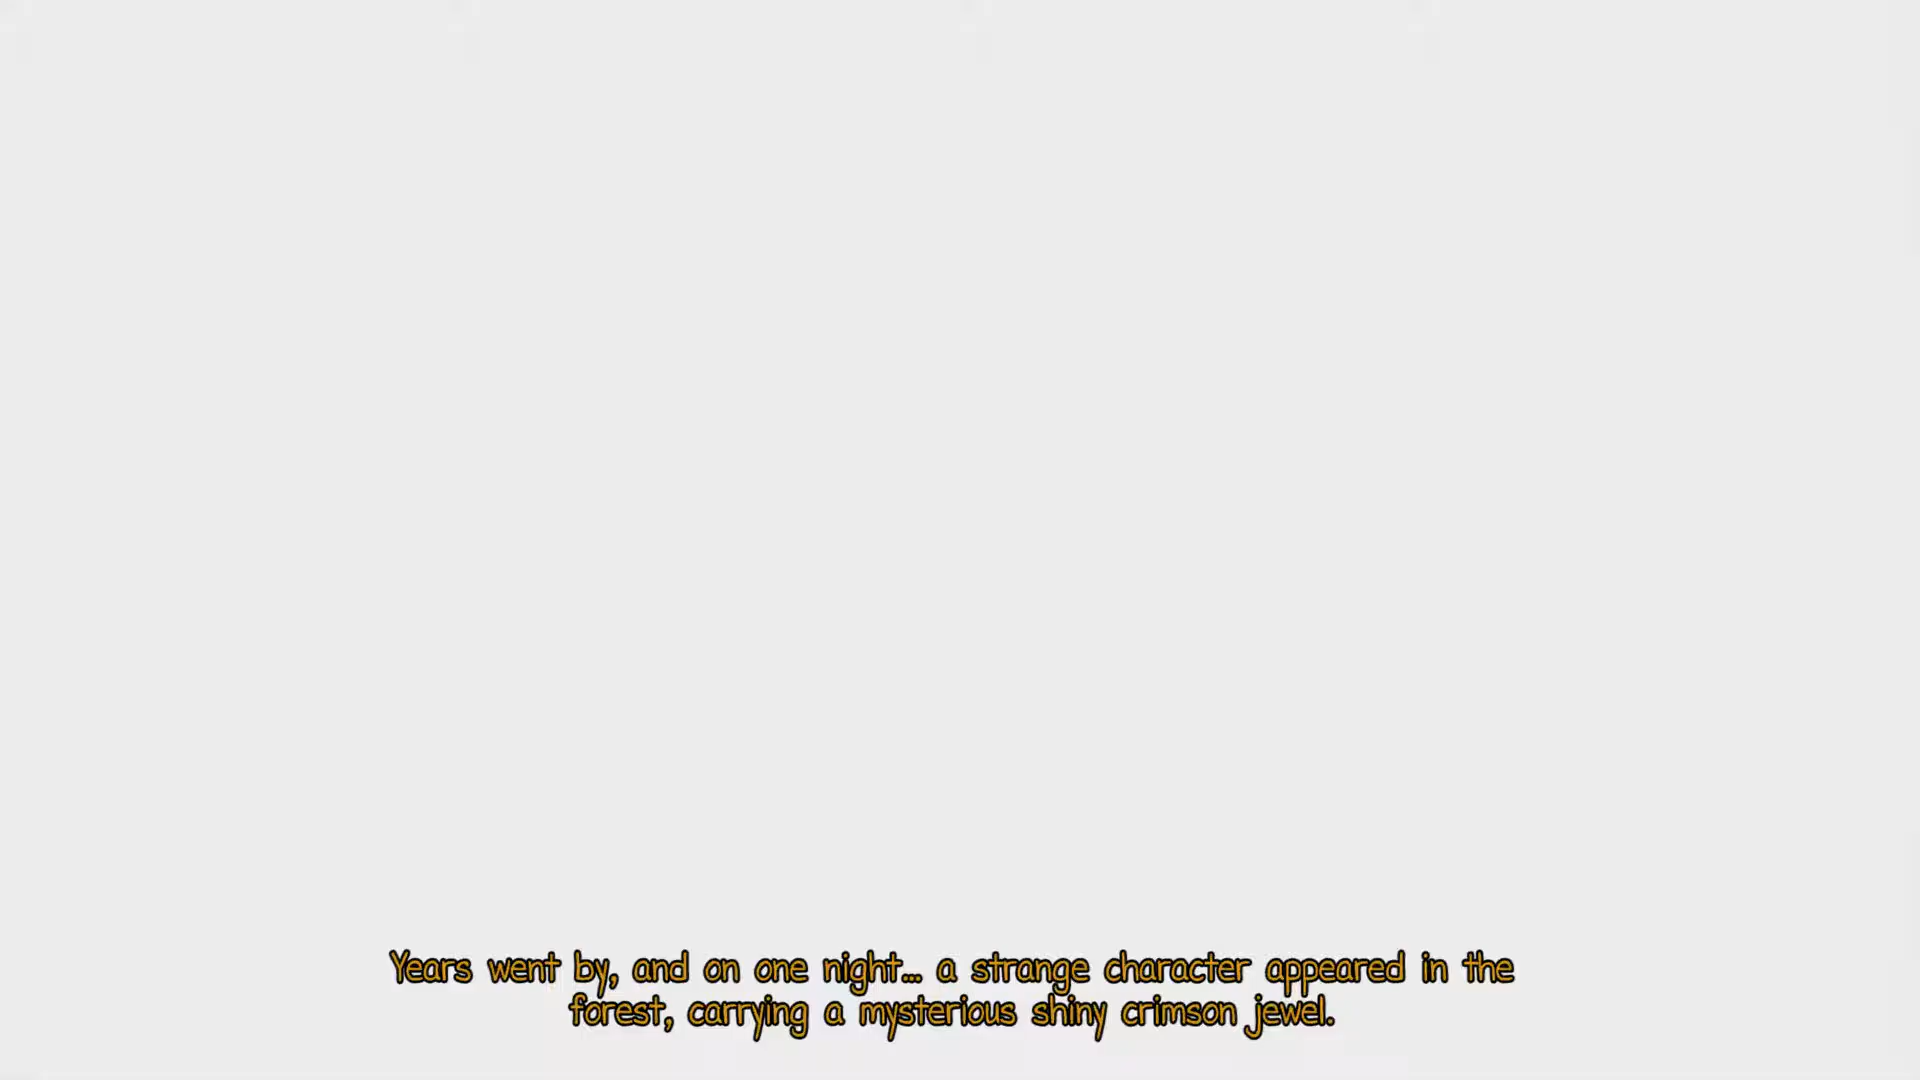 Years went by, and on one night... a strange character appeared in the
forest, carrying a mysterious shiny crimson jewel.